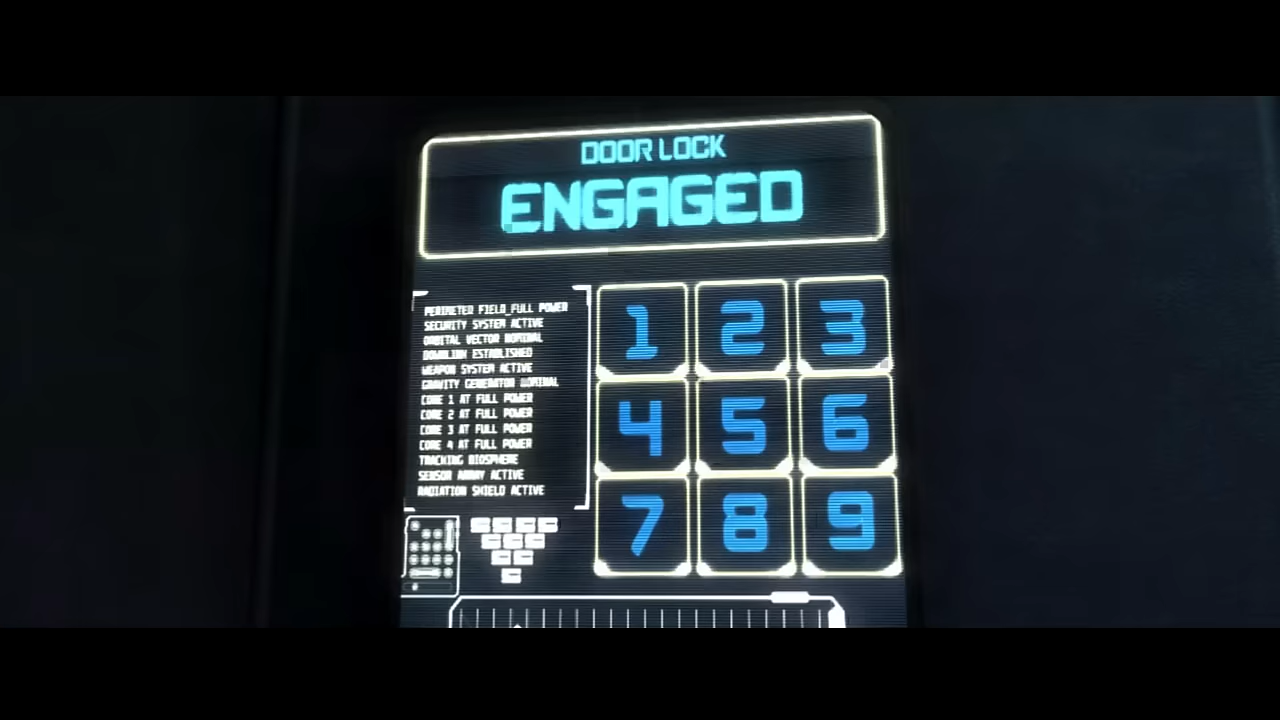 DOOR LOCK
ENGAGED
PERIMETER FIELD_FULL POWER
SECURITY SYSTEM ACTIVE
ORBITAL VECTOR NOMINAL
DOWNLINK ESTABLISHED
WEAPON SYSTEM ACTIVE
GRAVITY GENERATOR NOMINAL
CORE 1 AT FULL POWER
CORE 2 AT FULL POWER
CORE 3 AT FULL POWER
CORE 4 AT FULL POWER
TRACKING BIOSPHERE
SENSOR ARRAY ACTIVE
RADIATION SHIELD ACTIVE
1 2 3
4 5 6
7 8 9